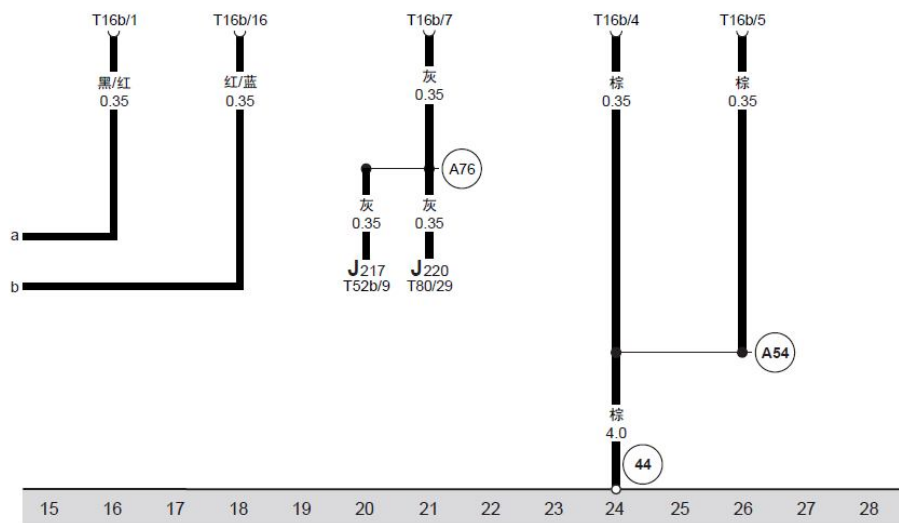 T16b/1 T16b/16 T16b/7 T16b/4 T16b/5
黑/红 红/蓝 灰 棕 棕
0.35 0.35 0.35 0.35 0.35
A76
灰 灰
0.35 0.35
a
J217 J220
b
T52b/9 T80/29
A54
棕
4.0
44
15 16 17 18 19 20 21 22 23 24 25 26 27 28